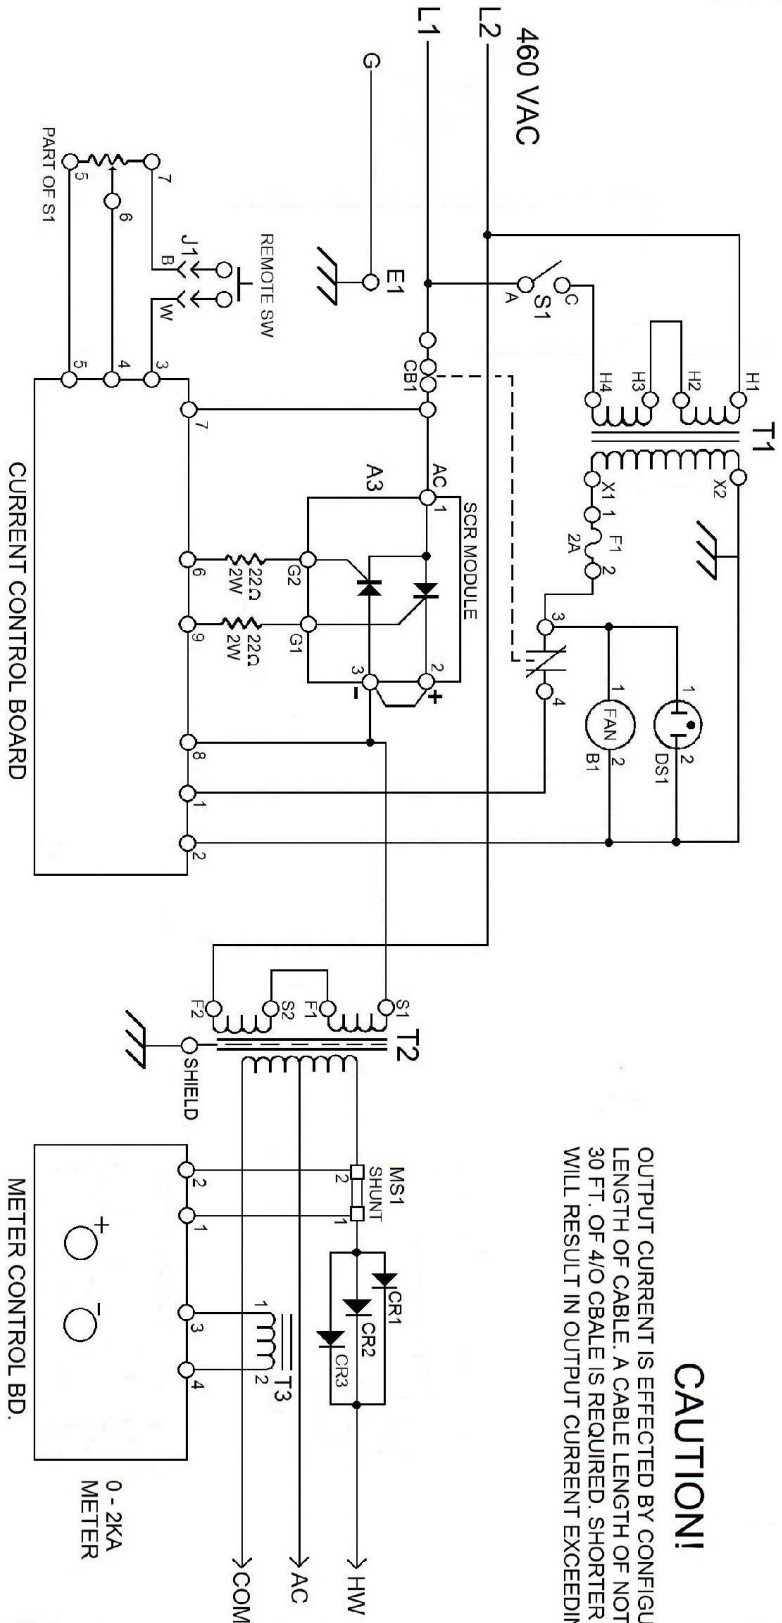 L1
L2
460 VAC
G
E1
PART OF S1
5
6
7
J1
B
W
REMOTE SW
A
S1
C
CB1
H4
H3
H2
H1
T1
X1
X2
1
F1
2A
2
5
4
3
7
AC
1
A3
SCR MODULE
6
22Ω
2W
G2
9
22Ω
2W
G1
3
-
2
+
3
4
1
FAN
2
B1
1
2
DS1
8
1
2
CURRENT CONTROL BOARD
F2
S2
F1
S1
T2
SHIELD
MS1
SHUNT
2
1
2
1
3
4
1
T3
2
CR1
CR2
CR3
+
-
METER CONTROL BD.
0 - 2KA
METER
HW
AC
COM
CAUTION!
OUTPUT CURRENT IS EFFECTED BY
LENGTH OF CABLE. A CABLE LENGTH OF NOT
30 FT. OF 4/O CBALE IS REQUIRED. SHORTER
WILL RESULT IN OUTPUT CURRENT